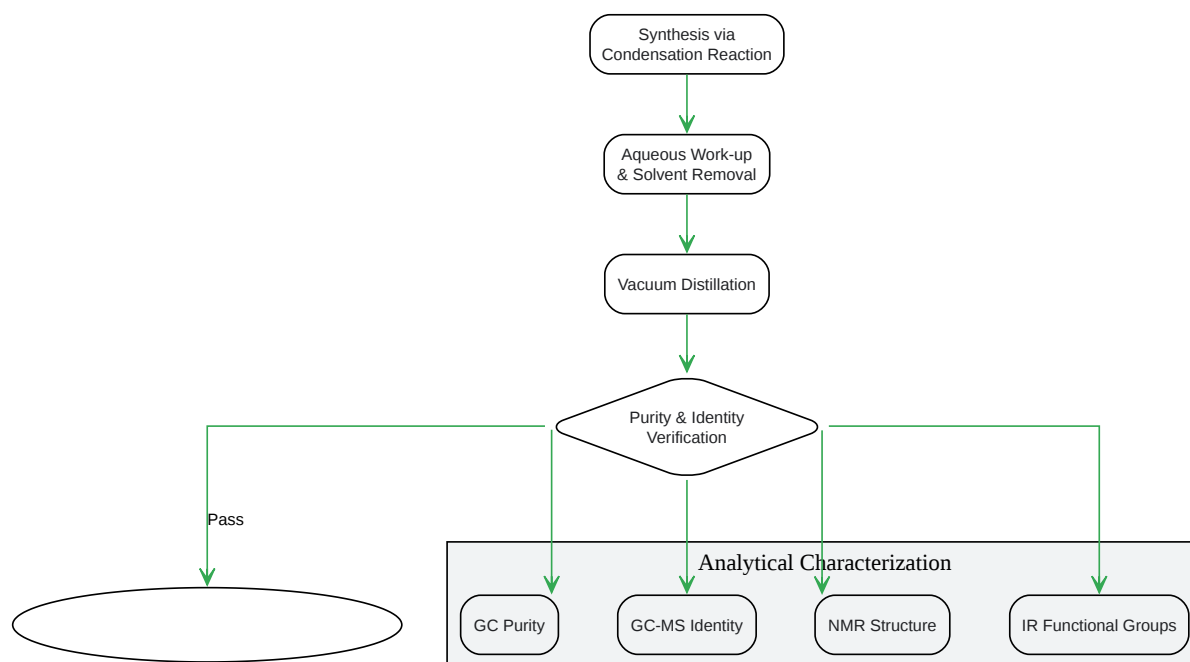 Synthesis via
Condensation Reaction
Aqueous Work-up
& Solvent Removal
Vacuum Distillation
Purity & Identity
Verification
Pass
Analytical Characterization
GC Purity
GC-MS Identity
NMR Structure
IR Functional Groups